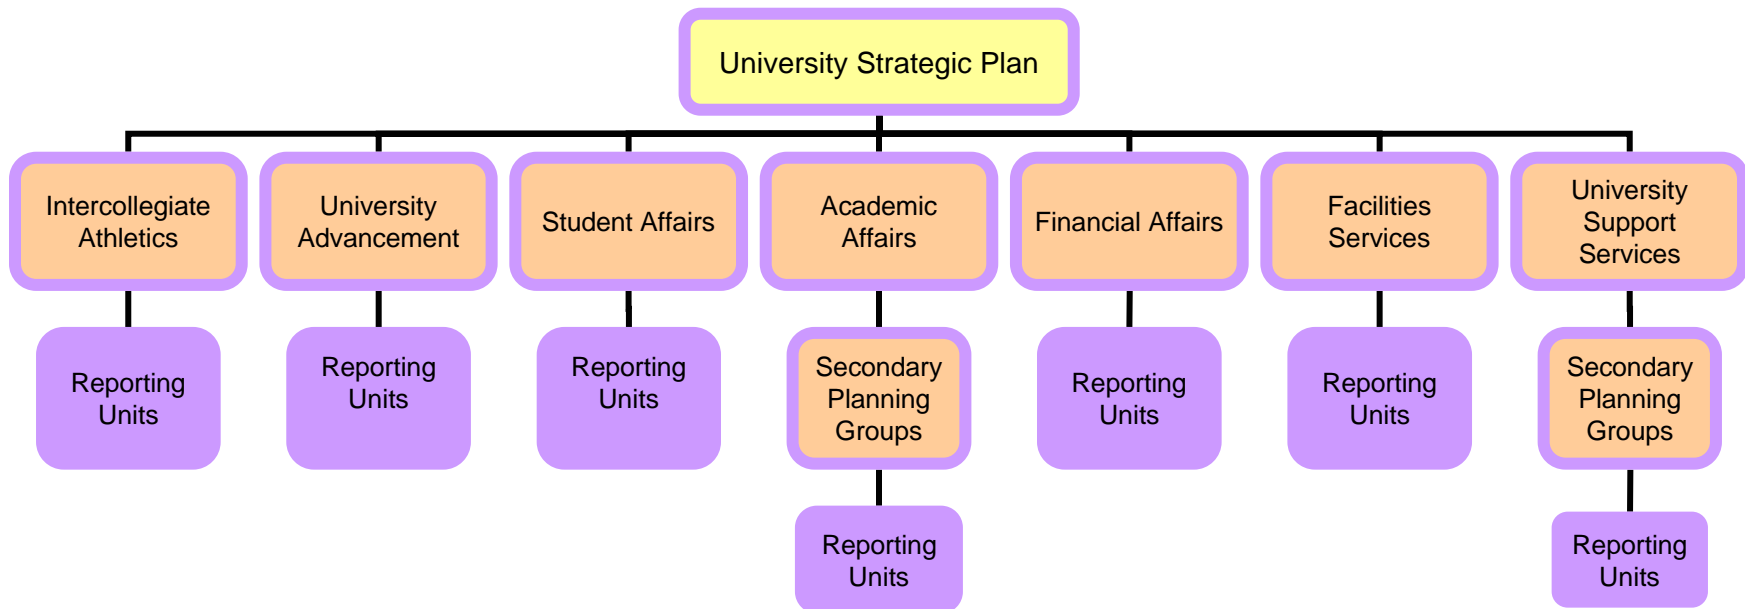 University Strategic Plan
Intercollegiate
Athletics
University
Advancement
Student Affairs
Academic
Affairs
Financial Affairs
Facilities
Services
University
Support
Services
Reporting
Units
Reporting
Units
Reporting
Units
Secondary
Planning
Groups
Reporting
Units
Reporting
Units
Secondary
Planning
Groups
Reporting
Units
Reporting
Units